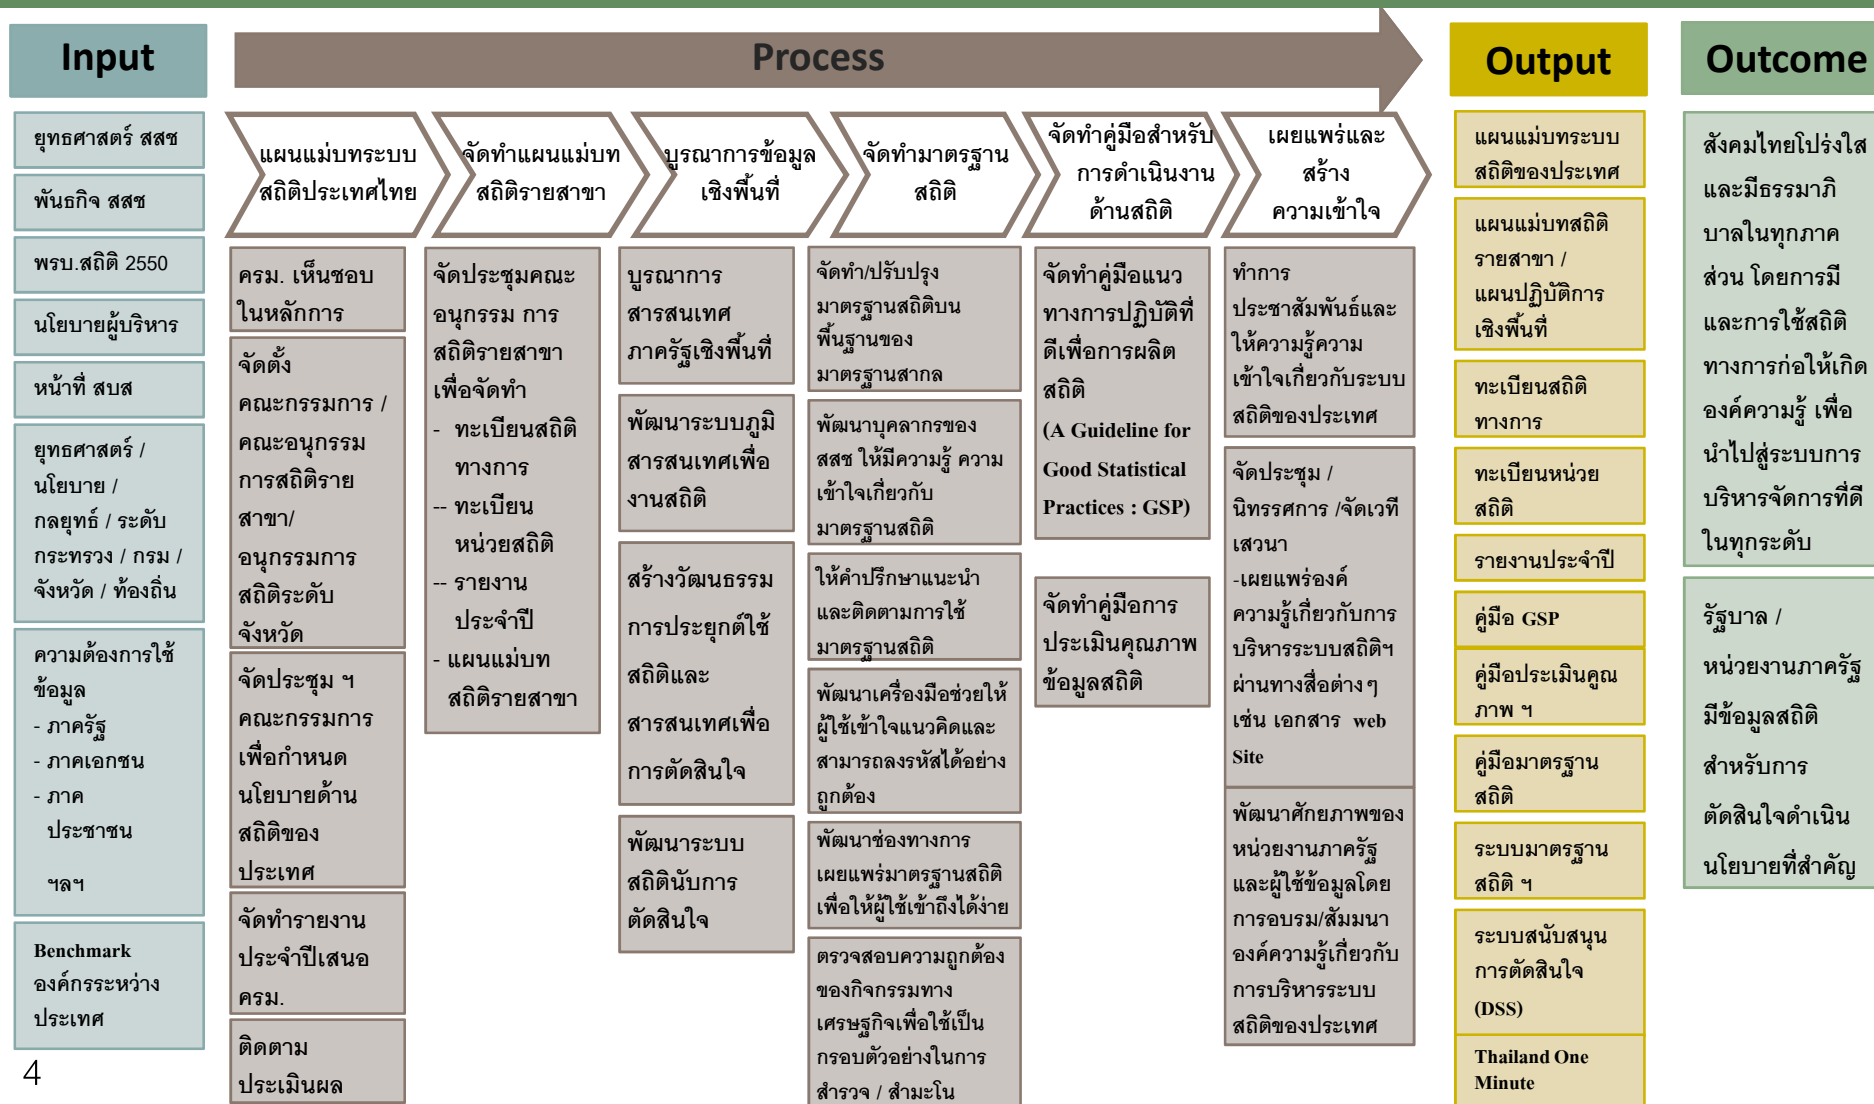 Input
Process
Output
Outcome
ยุทธศาสตร์ สสช
พันธกิจ สสช
พรบ.สถิติ 2550
นโยบายผู้บริหาร
หน้าที่ สบส
ยุทธศาสตร์ /
นโยบาย /
กลยุทธ์ / ระดับ
กระทรวง / กรม /
จังหวัด / ท้องถิ่น
ความต้องการใช้
ข้อมูล
- ภาครัฐ
- ภาคเอกชน
- ภาค
ประชาชน
ฯลฯ
Benchmark
องค์กรระหว่าง
ประเทศ
แผนแม่บทระบบ
สถิติประเทศไทย
ครม. เห็นชอบ
ในหลักการ
จัดตั้ง
คณะกรรมการ /
คณะอนุกรรม
การสถิติราย
สาขา/
อนุกรรมการ
สถิติระดับ
จังหวัด
จัดประชุม ฯ
คณะกรรมการ
เพื่อกำหนด
นโยบายด้าน
สถิติของ
ประเทศ
จัดทำรายงาน
ประจำปีเสนอ
ครม.
ติดตาม
ประเมินผล
จัดทำแผนแม่บท
สถิติรายสาขา
จัดประชุมคณะ
อนุกรรม การ
สถิติรายสาขา
เพื่อจัดทำ
- ทะเบียนสถิติ
ทางการ
-- ทะเบียน
หน่วยสถิติ
-- รายงาน
ประจำปี
- แผนแม่บท
สถิติรายสาขา
บูรณาการข้อมูล
เชิงพื้นที่
บูรณาการ
สารสนเทศ
ภาครัฐเชิงพื้นที่
พัฒนาระบบภูมิ
สารสนเทศเพื่อ
งานสถิติ
สร้างวัฒนธรรม
การประยุกต์ใช้
สถิติและ
สารสนเทศเพื่อ
การตัดสินใจ
พัฒนาระบบ
สถิตินับการ
ตัดสินใจ
จัดทำมาตรฐาน
สถิติ
จัดทำ/ปรับปรุง
มาตรฐานสถิติบน
พื้นฐานของ
มาตรฐานสากล
พัฒนาบุคลากรของ
สสช ให้มีความรู้ ความ
เข้าใจเกี่ยวกับ
มาตรฐานสถิติ
ให้คำปรึกษาแนะนำ
และติดตามการใช้
มาตรฐานสถิติ
พัฒนาเครื่องมือช่วยให้
ผู้ใช้เข้าใจแนวคิดและ
สามารถลงรหัสได้อย่าง
ถูกต้อง
พัฒนาช่องทางการ
เผยแพร่มาตรฐานสถิติ
เพื่อให้ผู้ใช้เข้าถึงได้ง่าย
ตรวจสอบความถูกต้อง
ของกิจกรรมทาง
เศรษฐกิจเพื่อใช้เป็น
กรอบตัวอย่างในการ
สำรวจ / สำมะโน
จัดทำคู่มือสำหรับ
การดำเนินงาน
ด้านสถิติ
จัดทำคู่มือแนว
ทางการปฏิบัติที่
ดีเพื่อการผลิต
สถิติ
(A Guideline for
Good Statistical
Practices : GSP)
จัดทำคู่มือการ
ประเมินคุณภาพ
ข้อมูลสถิติ
เผยแพร่และ
สร้าง
ความเข้าใจ
ทำการ
ประชาสัมพันธ์และ
ให้ความรู้ความ
เข้าใจเกี่ยวกับระบบ
สถิติของประเทศ
จัดประชุม /
นิทรรศการ /จัดเวที
เสวนา
-เผยแพร่องค์
ความรู้เกี่ยวกับการ
บริหารระบบสถิติฯ
ผ่านทางสื่อต่างๆ
เช่น เอกสาร web
Site
พัฒนาศักยภาพของ
หน่วยงานภาครัฐ
และผู้ใช้ข้อมูลโดย
การอบรม/สัมมนา
องค์ความรู้เกี่ยวกับ
การบริหารระบบ
สถิติของประเทศ
แผนแม่บทระบบ
สถิติของประเทศ
แผนแม่บทสถิติ
รายสาขา /
แผนปฏิบัติการ
เชิงพื้นที่
ทะเบียนสถิติ
ทางการ
ทะเบียนหน่วย
สถิติ
รายงานประจำปี
คู่มือ GSP
คู่มือประเมินคูณ
ภาพ ฯ
คู่มือมาตรฐาน
สถิติ
ระบบมาตรฐาน
สถิติ ฯ
ระบบสนับสนุน
การตัดสินใจ
(DSS)
Thailand One
Minute
สังคมไทยโปร่งใส
และมีธรรมาภิ
บาลในทุกภาค
ส่วน โดยการมี
และการใช้สถิติ
ทางการก่อให้เกิด
องค์ความรู้ เพื่อ
นำไปสู่ระบบการ
บริหารจัดการที่ดี
ในทุกระดับ
รัฐบาล /
หน่วยงานภาครัฐ
มีข้อมูลสถิติ
สำหรับการ
ตัดสินใจดำเนิน
นโยบายที่สำคัญ
4